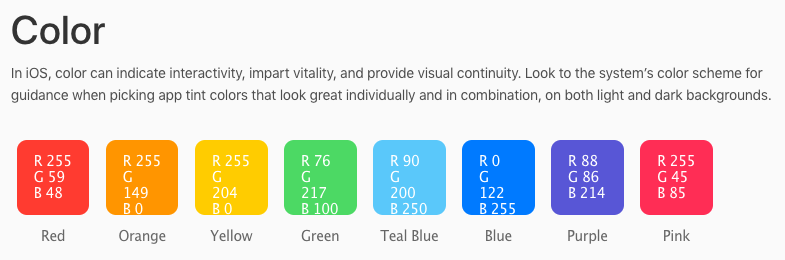 Color
In iOS, color can indicate interactivity, impart vitality, and provide visual continuity. Look to the system’s color scheme for
guidance when picking app tint colors that look great individually and in combination, on both light and dark backgrounds.
R 255
G 59
B 48
Red
R 255
G
149
B 0
Orange
R 255
G
204
B 0
Yellow
R 76
G
217
B 100
Green
R 90
G
200
B 250
Teal Blue
R 0
G
122
B 255
Blue
R 88
G 86
B 214
Purple
R 255
G 45
B 85
Pink